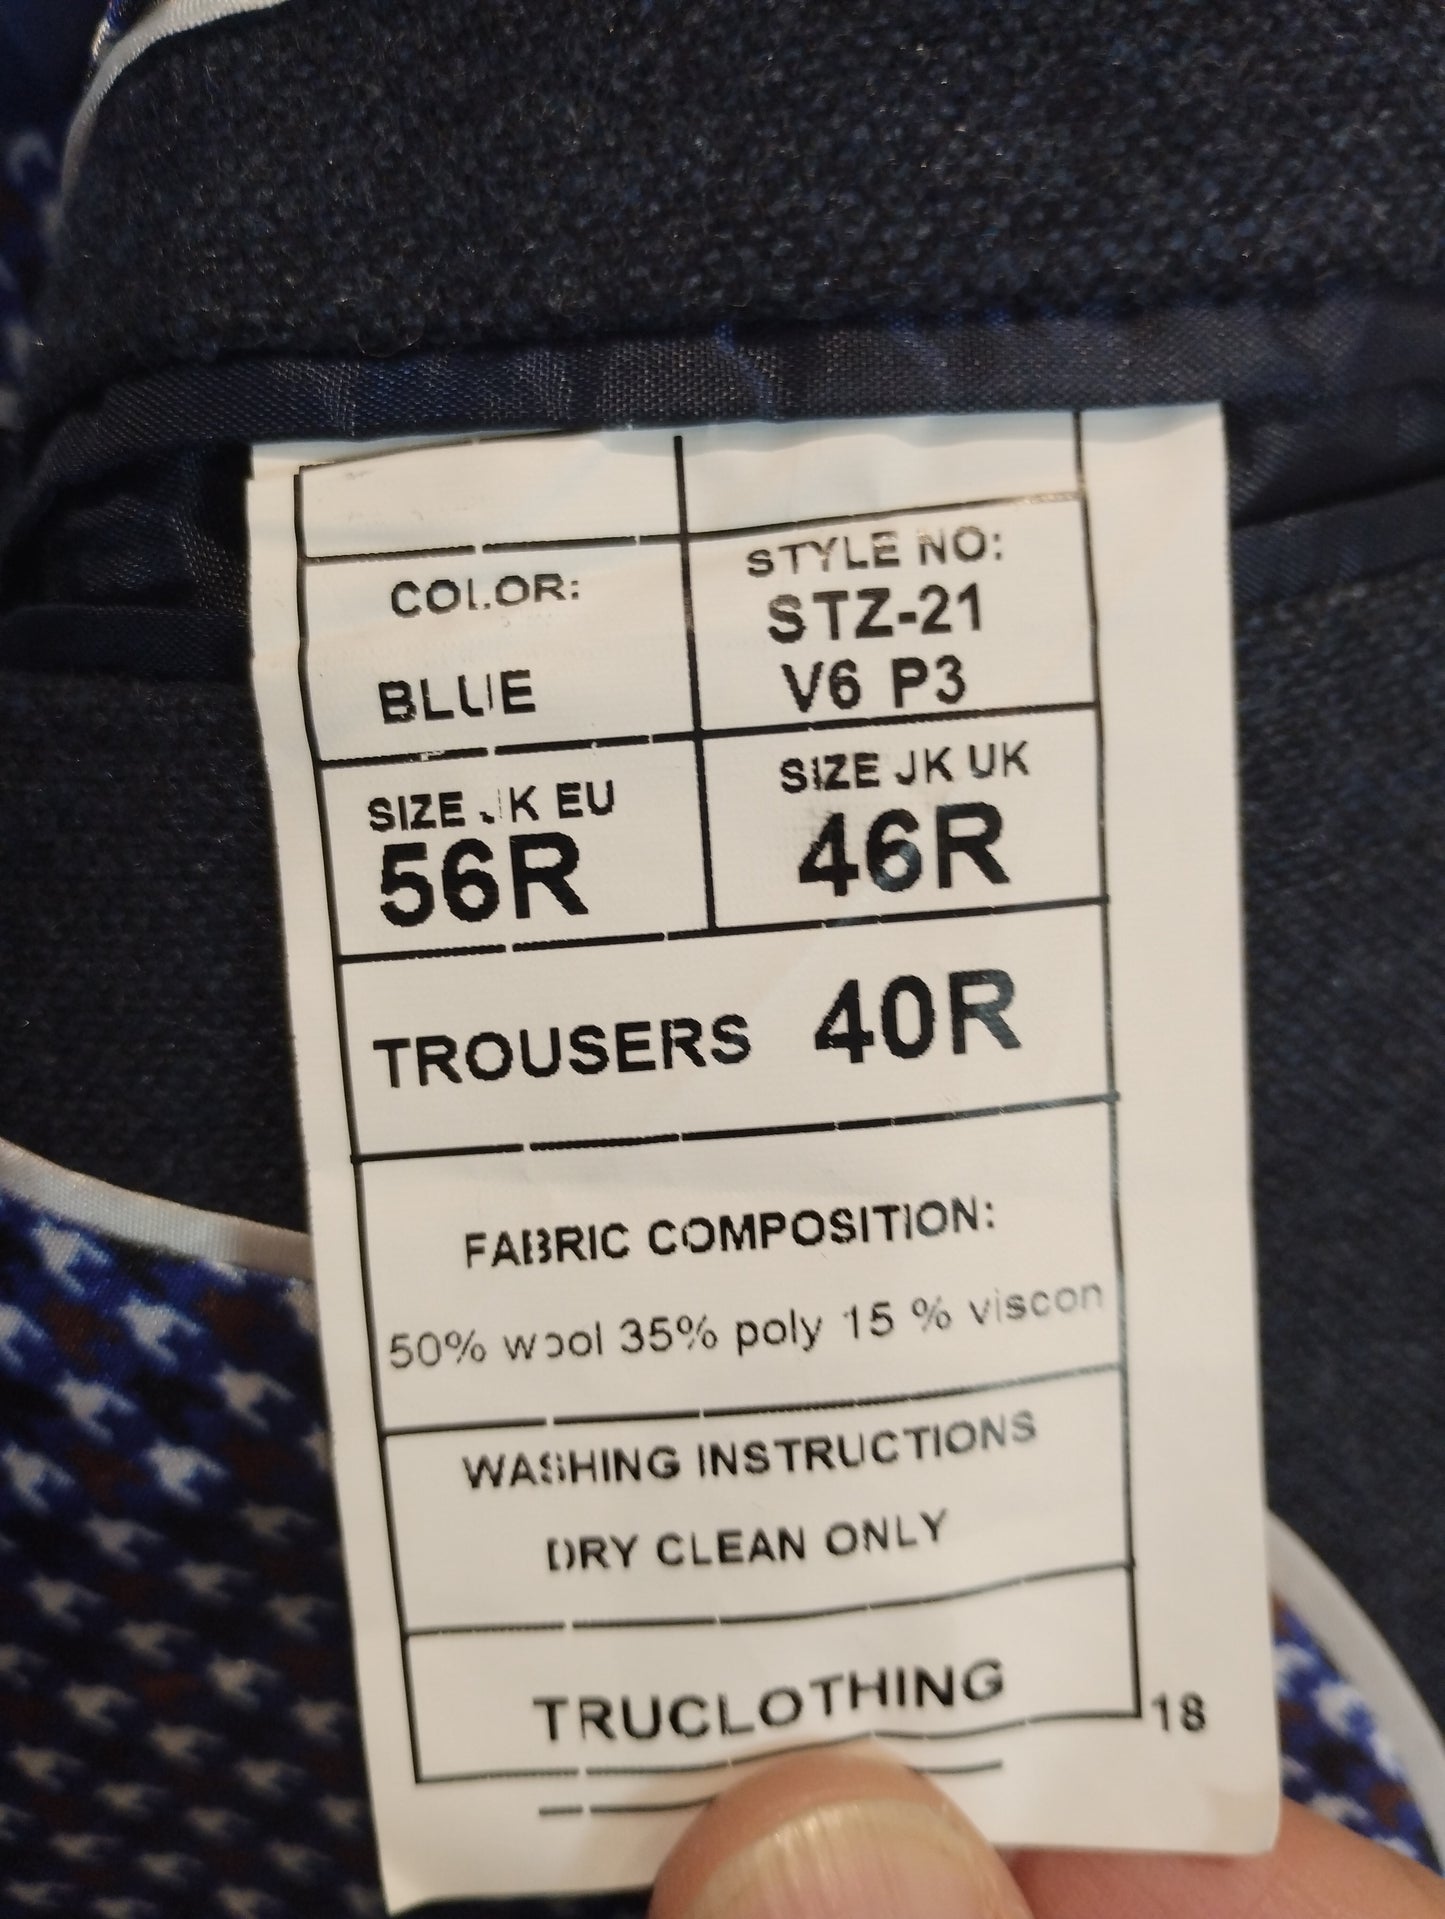 COLOR:
BLUE
STYLE NO:
STZ-21
V6 P3
SIZE JK EU
56R
SIZE JK UK
46R
TROUSERS 40R
FABRIC COMPOSITION:
50% wool 35% poly 15 % viscon
WASHING INSTRUCTIONS
DRY CLEAN ONLY
TRUCLOTHING
18